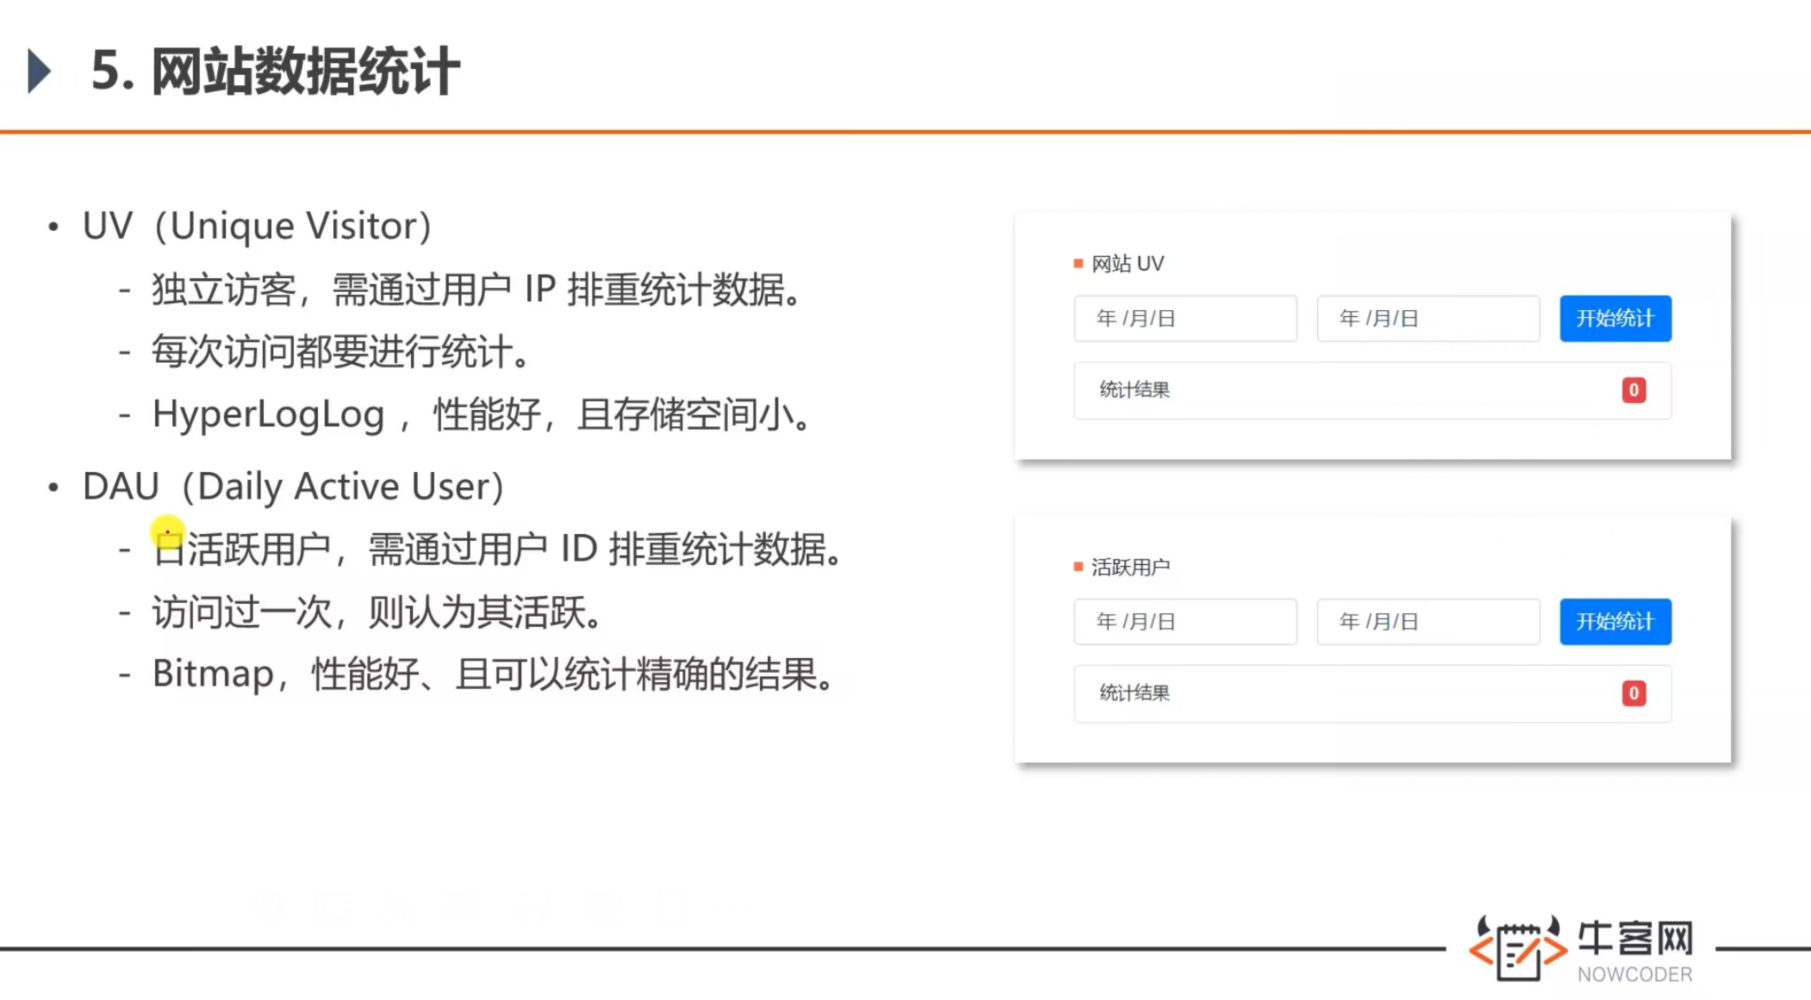 5. 网站数据统计
• UV（Unique Visitor）
- 独立访客，需通过用户 IP 排重统计数据。
- 每次访问都要进行统计。
- HyperLogLog ，性能好，且存储空间小。
• DAU（Daily Active User）
- 日活跃用户，需通过用户 ID 排重统计数据。
- 访问过一次，则认为其活跃。
- Bitmap，性能好、且可以统计精确的结果。
网站 UV
年 /月/日 年 /月/日 开始统计
统计结果 0
活跃用户
年 /月/日 年 /月/日 开始统计
统计结果 0
牛客网
NOWCODER